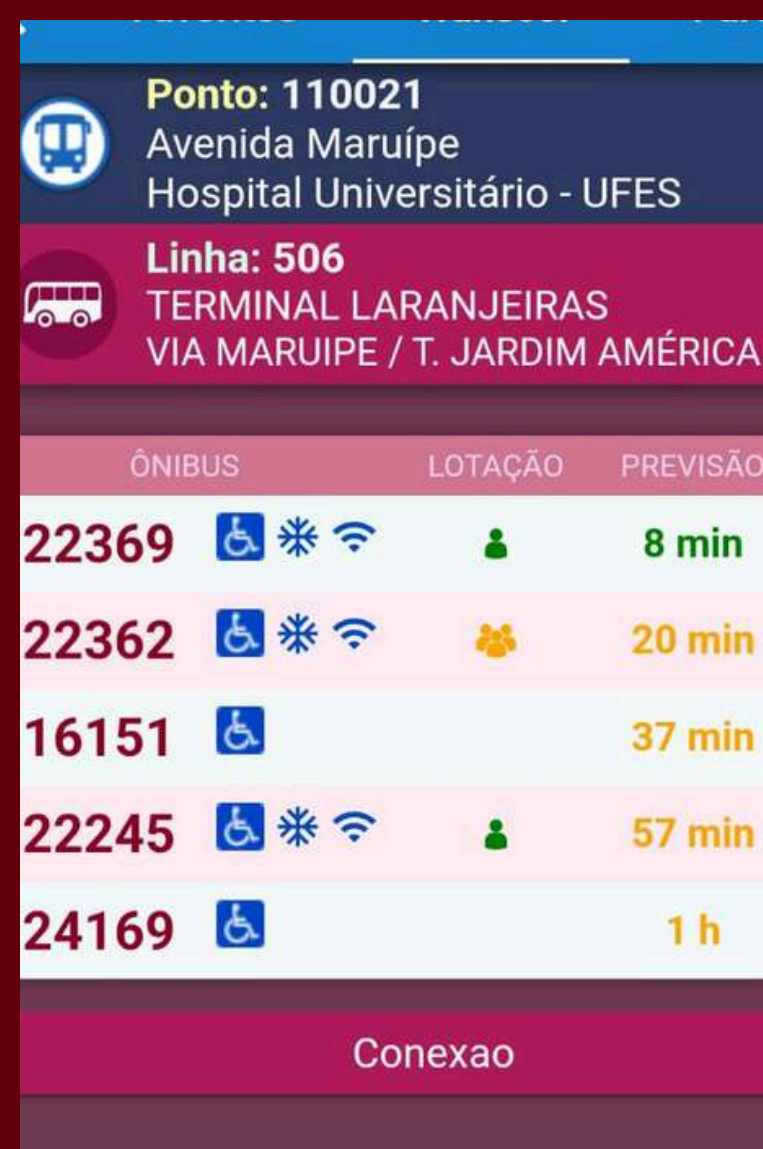 Ponto: 110021
Avenida Maruípe
Hospital Universitário - UFES
Linha: 506
TERMINAL LARANJEIRAS
VIA MARUIPE / T. JARDIM AMÉRICA
ÔNIBUS LOTAÇÃO PREVISÃO
22369 8 min
22362 20 min
16151 37 min
22245 57 min
24169 1 h
Conexao